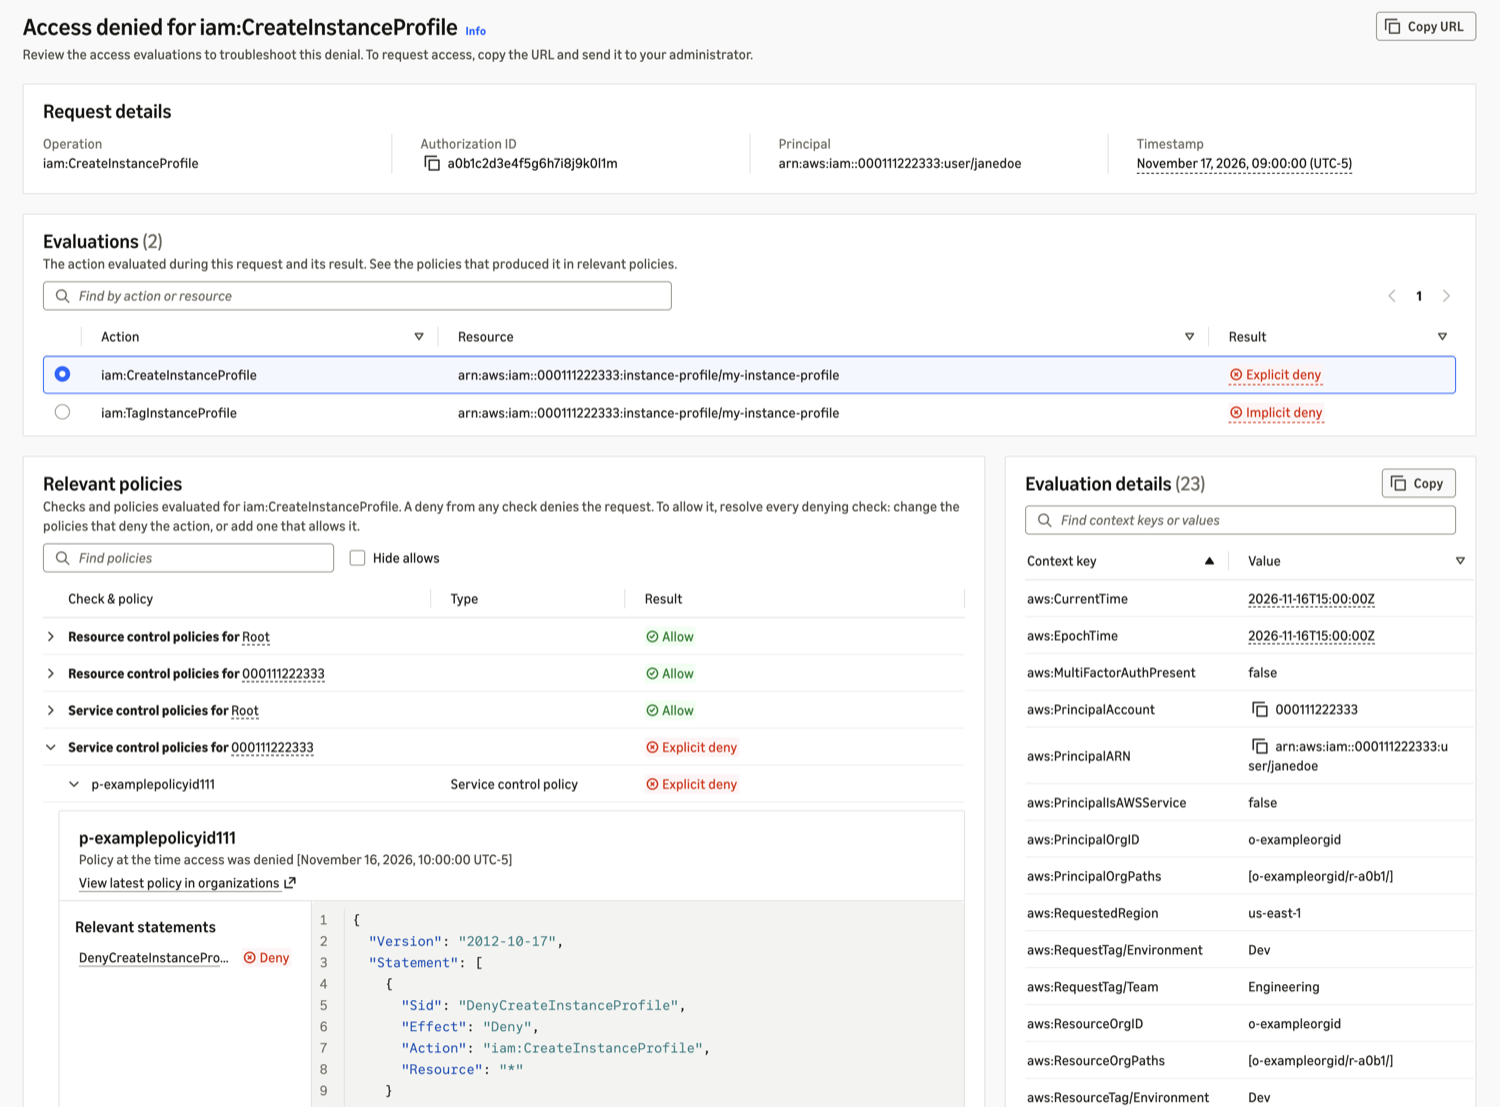 Access denied for iam:CreateInstanceProfile Info
Copy URL
Review the access evaluations to troubleshoot this denial. To request access, copy the URL and send it to your administrator.
Request details
Operation
iam:CreateInstanceProfile
Authorization ID
a0b1c2d3e4f5g6h7i8j9k0l1m
Principal
arn:aws:iam::000111222333:user/janedoe
Timestamp
November 17, 2026, 09:00:00 (UTC-5)
Evaluations (2)
The action evaluated during this request and its result. See the policies that produced it in relevant policies.
Find by action or resource
1
Action Resource Result
iam:CreateInstanceProfile arn:aws:iam::000111222333:instance-profile/my-instance-profile Explicit deny
iam:TagInstanceProfile arn:aws:iam::000111222333:instance-profile/my-instance-profile Implicit deny
Relevant policies
Checks and policies evaluated for iam:CreateInstanceProfile. A deny from any check denies the request. To allow it, resolve every denying check: change the
policies that deny the action, or add one that allows it.
Find policies
Hide allows
Check & policy Type Result
Resource control policies for Root Allow
Resource control policies for 000111222333 Allow
Service control policies for Root Allow
Service control policies for 000111222333 Explicit deny
p-examplepolicyid111 Service control policy Explicit deny
p-examplepolicyid111
Policy at the time access was denied [November 16, 2026, 10:00:00 UTC-5]
View latest policy in organizations
Relevant statements
DenyCreateInstancePro... Deny
1 {
2 "Version": "2012-10-17",
3 "Statement": [
4 {
5 "Sid": "DenyCreateInstanceProfile",
6 "Effect": "Deny",
7 "Action": "iam:CreateInstanceProfile",
8 "Resource": "*"
9 }
Evaluation details (23)
Copy
Find context keys or values
Context key Value
aws:CurrentTime 2026-11-16T15:00:00Z
aws:EpochTime 2026-11-16T15:00:00Z
aws:MultiFactorAuthPresent false
aws:PrincipalAccount 000111222333
aws:PrincipalARN arn:aws:iam::000111222333:u
ser/janedoe
aws:PrincipalIsAWSService false
aws:PrincipalOrgID o-exampleorgid
aws:PrincipalOrgPaths [o-exampleorgid/r-a0b1/]
aws:RequestedRegion us-east-1
aws:RequestTag/Environment Dev
aws:RequestTag/Team Engineering
aws:ResourceOrgID o-exampleorgid
aws:ResourceOrgPaths [o-exampleorgid/r-a0b1/]
aws:ResourceTag/Environment Dev